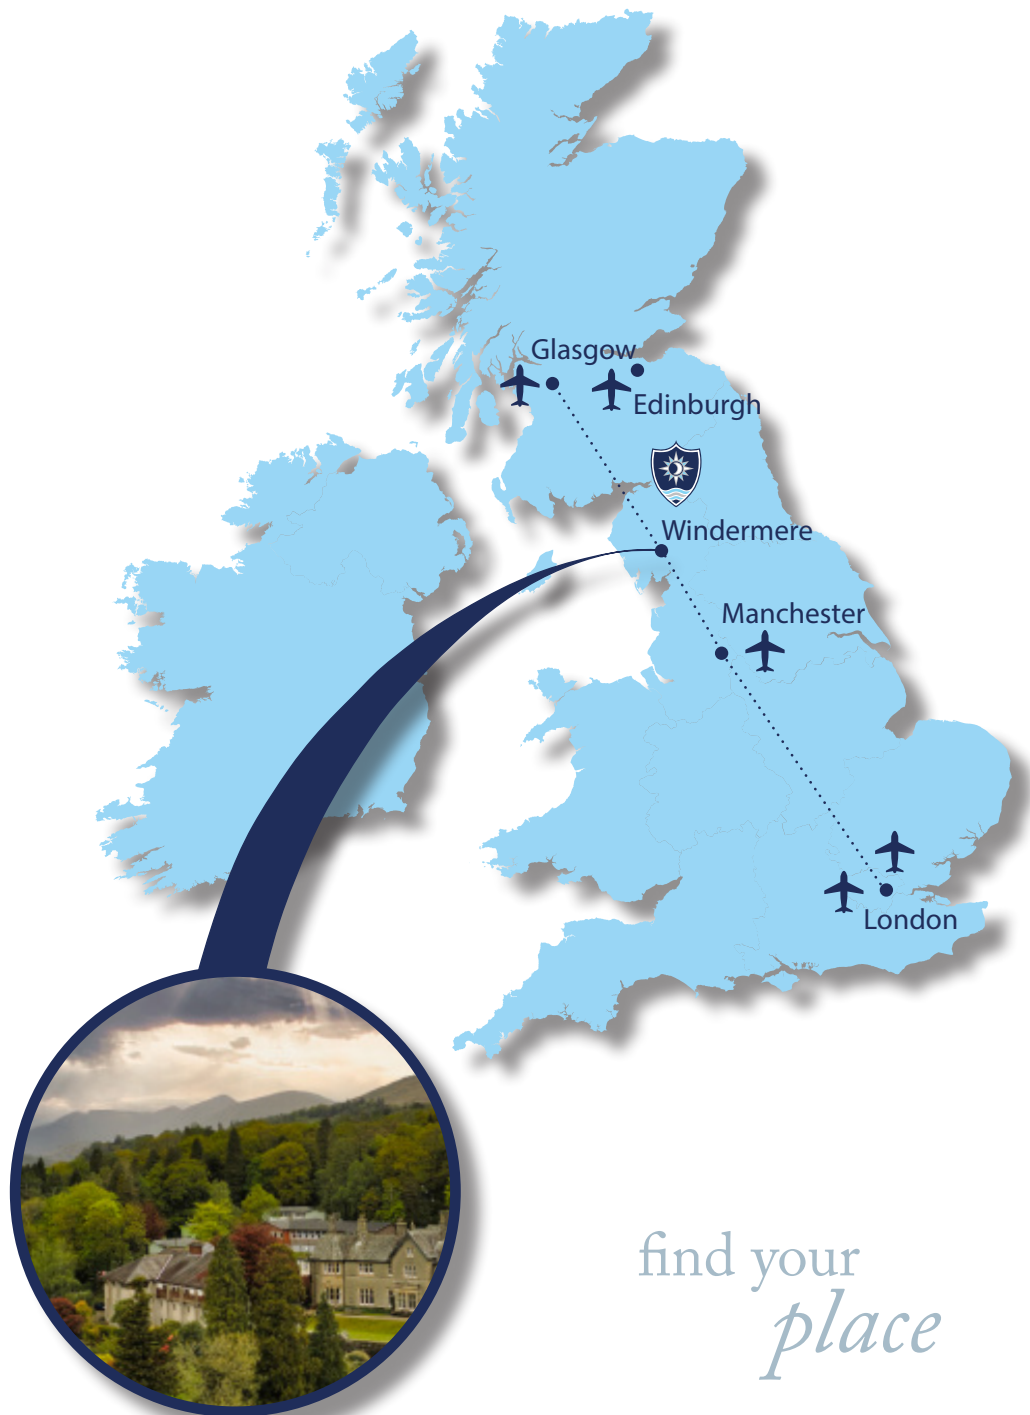 Glasgow
Edinburgh
Windermere
Manchester
London
find your
place